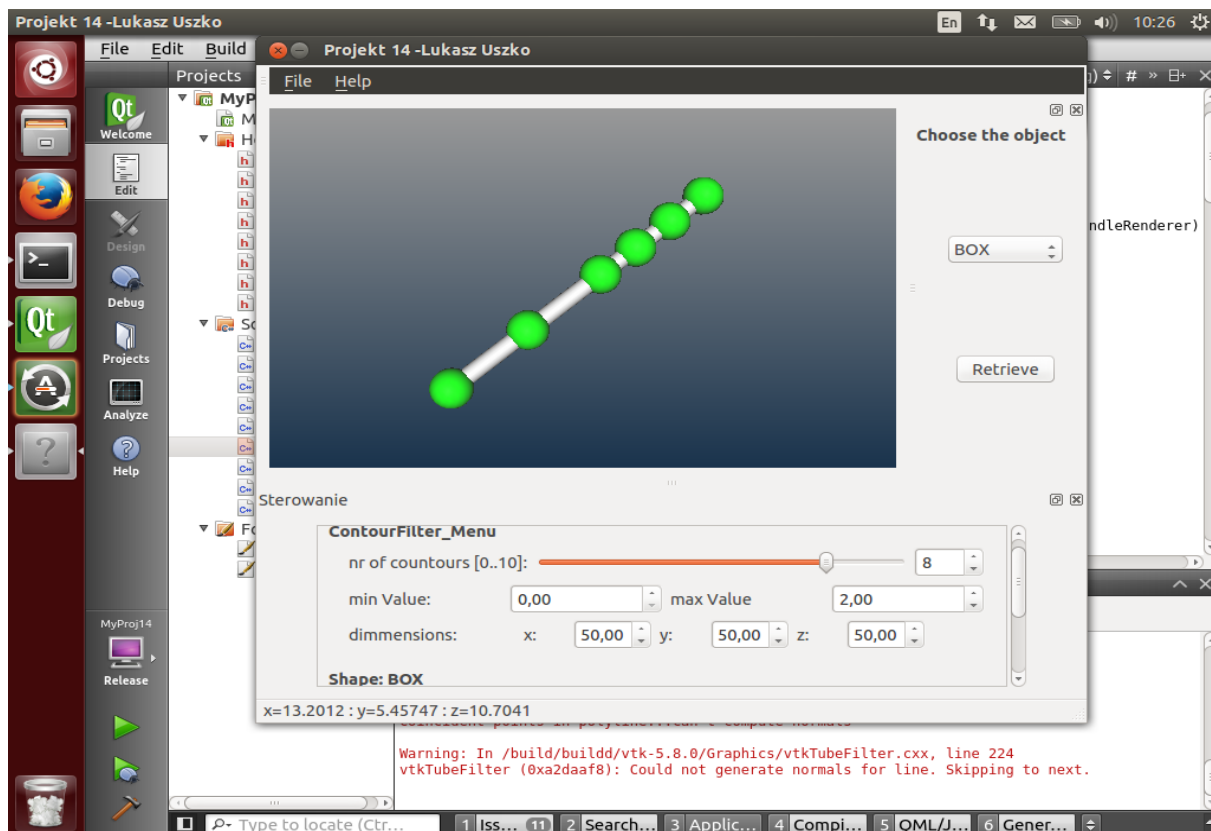 Projekt 14 -Lukasz Uszko
En
10:26
File Edit Build
Projekt 14 -Lukasz Uszko
Projects
# »
File Help
MyP
M
H
Welcome
Choose the object
Edit
ndleRenderer)
Design
BOX
Debug
Projects
Retrieve
Analyze
Help
Sterowanie
ContourFilter_Menu
nr of countours [0..10]: 8
min Value: 0,00 max Value 2,00
dimmensions: x: 50,00 y: 50,00 z: 50,00
MyProj14
Shape: BOX
Release
x=13.2012 : y=5.45747 : z=10.7041
Warning: In /build/buildd/vtk-5.8.0/Graphics/vtkTubeFilter.cxx, line 224
vtkTubeFilter (0xa2daaf8): Could not generate normals for line. Skipping to next.
Type to locate (Ctr... 1 Iss... 11 2 Search... 3 Applic... 4 Compi... 5 QML/J... 6 Gener...